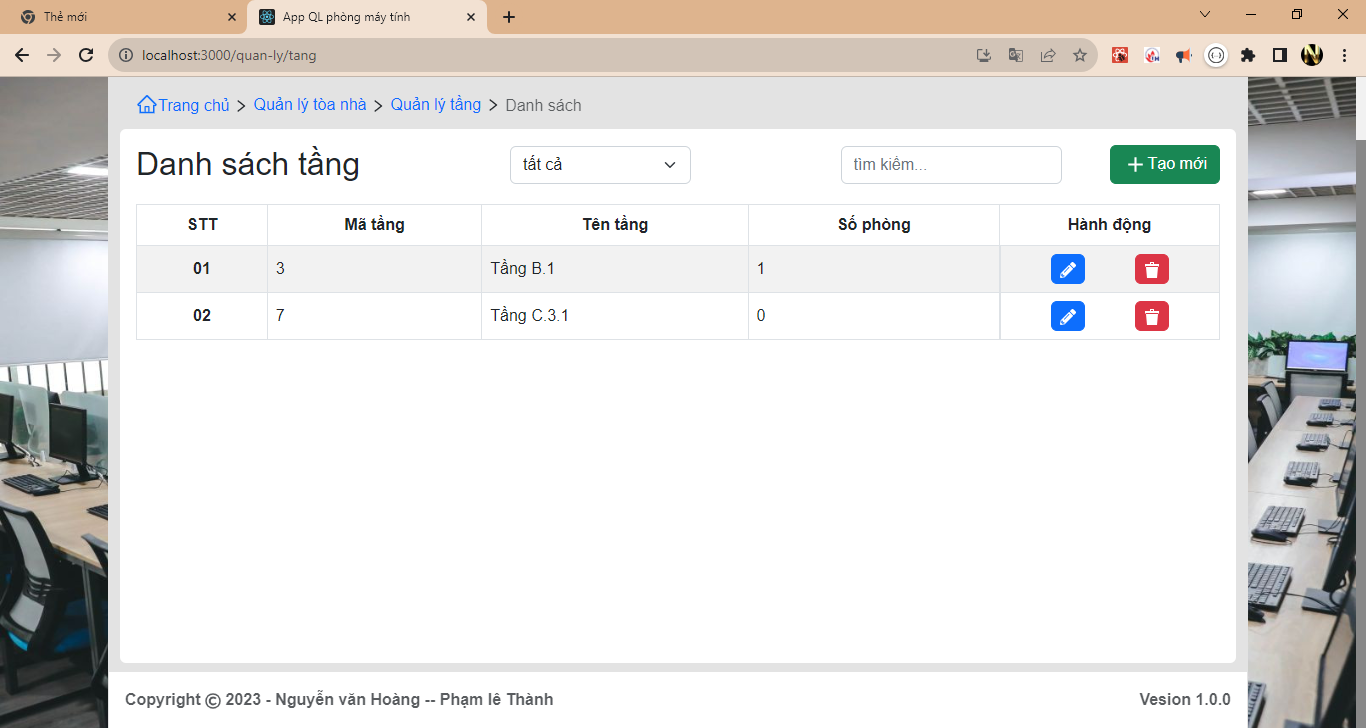 Thẻ mới
App QL phòng máy tính
localhost:3000/quan-ly/tang
Trang chủ > Quản lý tòa nhà > Quản lý tầng > Danh sách
Danh sách tầng
tất cả
tìm kiếm...
Tạo mới
STT Mã tầng Tên tầng Số phòng Hành động
01 3 Tầng B.1 1
02 7 Tầng C.3.1 0
Copyright © 2023 - Nguyễn văn Hoàng -- Phạm lê Thành
Vesion 1.0.0